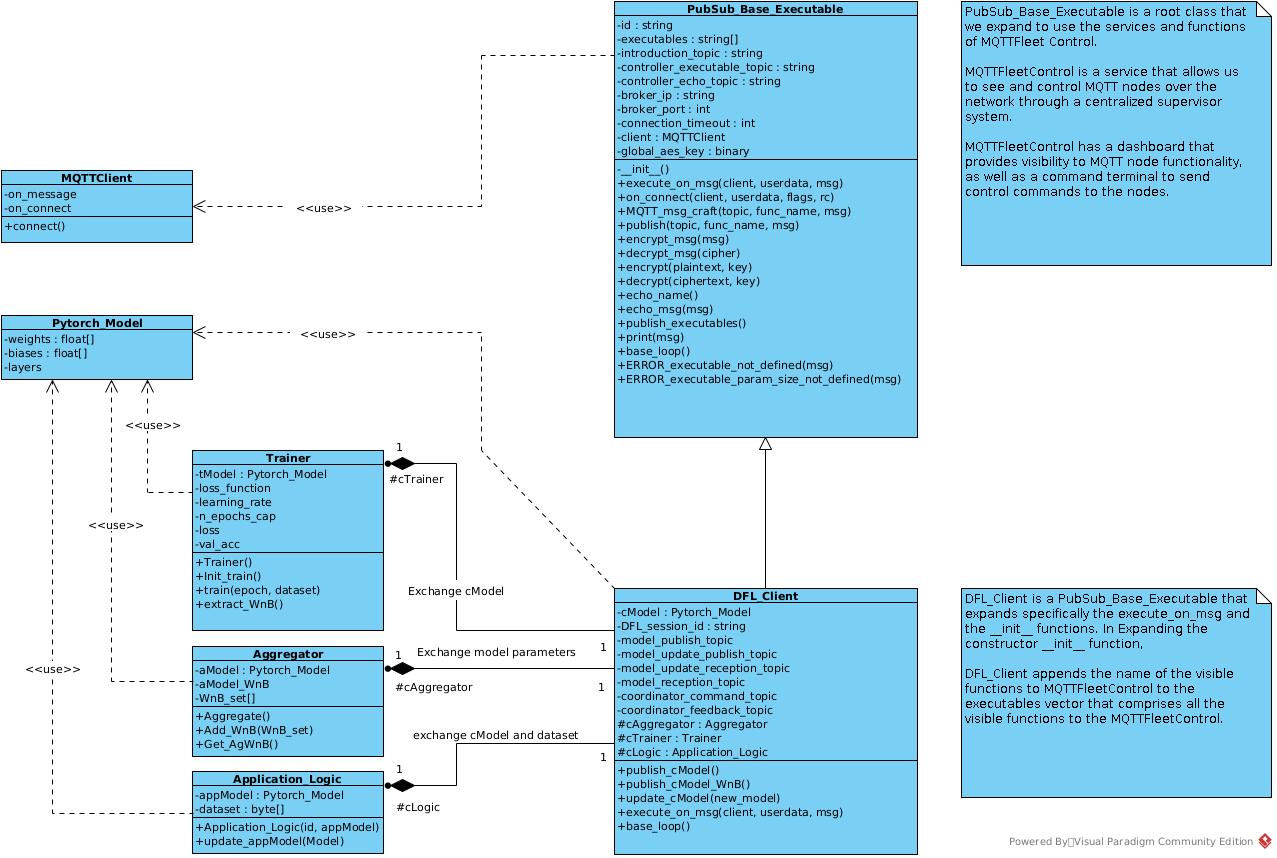 PubSub_Base_Executable
-id : string
-executables : string[]
-introduction_topic : string
-controller_executable_topic : string
-controller_echo_topic : string
-broker_ip : string
-broker_port : int
-connection_timeout : int
-client : MQTTClient
-global_aes_key : binary
-__init__()
+execute_on_msg(client, userdata, msg)
+on_connect(client, userdata, flags, rc)
+MQTT_msg_craft(topic, func_name, msg)
+publish(topic, func_name, msg)
+encrypt_msg(msg)
+decrypt_msg(cipher)
+encrypt(plaintext, key)
+decrypt(ciphertext, key)
+echo_name()
+echo_msg(msg)
+publish_executables()
+print(msg)
+base_loop()
+ERROR_executable_not_defined(msg)
+ERROR_executable_param_size_not_defined(msg)
PubSub_Base_Executable is a root class that
we expand to use the services and functions
of MQTTFleet Control.
MQTTFleetControl is a service that allows us
to see and control MQTT nodes over the
network through a centralized supervisor
system.
MQTTFleetControl has a dashboard that
provides visibility to MQTT node functionality,
as well as a command terminal to send
control commands to the nodes.
MQTTClient
-on_message
-on_connect
+connect()
<<use>>
Pytorch_Model
-weights : float[]
-biases : float[]
-layers
<<use>>
<<use>>
<<use>>
<<use>>
Trainer
-tModel : Pytorch_Model
-loss_function
-learning_rate
-n_epochs_cap
-loss
-val_acc
+Trainer()
+Init_train()
+train(epoch, dataset)
+extract_WnB()
1
#cTrainer
Exchange cModel
1
Aggregator
-aModel : Pytorch_Model
-aModel_WnB
-WnB_set[]
+Aggregate()
+Add_WnB(WnB_set)
+Get_AgWnB()
1
Exchange model parameters
#cAggregator
1
Application_Logic
-appModel : Pytorch_Model
-dataset : byte[]
+Application_Logic(id, appModel)
+update_appModel(Model)
1
exchange cModel and dataset
#cLogic
1
DFL_Client
-cModel : Pytorch_Model
-DFL_session_id : string
-model_publish_topic
-model_update_publish_topic
-model_update_reception_topic
-model_reception_topic
-coordinator_command_topic
-coordinator_feedback_topic
#cAggregator : Aggregator
#cTrainer : Trainer
#cLogic : Application_Logic
+publish_cModel()
+publish_cModel_WnB()
+update_cModel(new_model)
+execute_on_msg(client, userdata, msg)
+base_loop()
DFL_Client is a PubSub_Base_Executable that
expands specifically the execute_on_msg and
the __init__ functions. In Expanding the
constructor __init__ function,
DFL_Client appends the name of the visible
functions to MQTTFleetControl to the
executables vector that comprises all the
visible functions to the MQTTFleetControl.
Powered By Visual Paradigm Community Edition